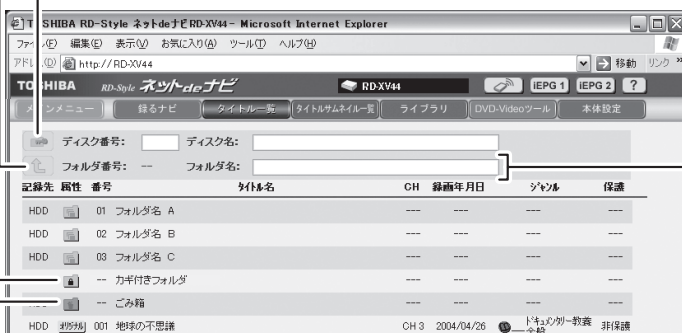 TOSHIBA RD-Style ネットdeナビ RD-XV44 - Microsoft Internet Explorer
編集(E) 表示(V) お気に入り(A) ツール(T) ヘルプ(H)
http://RD-XV44 移動 リンク »
TOSHIBA RD-Style ネットdeナビ RD-XV44 iEPG 1 iEPG 2 ?
メインメニュー 録るナビ タイトル一覧 タイトルサムネイル一覧 ライブラリ DVD-Videoツール 本体設定
ディスク番号: ディスク名:
フォルダ番号: -- フォルダ名:
記録先 属性 番号 タイトル名 CH 録画年月日 ジャンル 保護
HDD 01 フォルダ名 A --- --- --- ---
HDD 02 フォルダ名 B --- --- --- ---
HDD 03 フォルダ名 C --- --- --- ---
-- カギ付きフォルダ --- --- --- ---
HDD -- ごみ箱 --- --- --- ---
HDD オリジナル 001 地球の不思議 CH 3 2004/04/26 ドキュメンタリー教養 全般 非保護